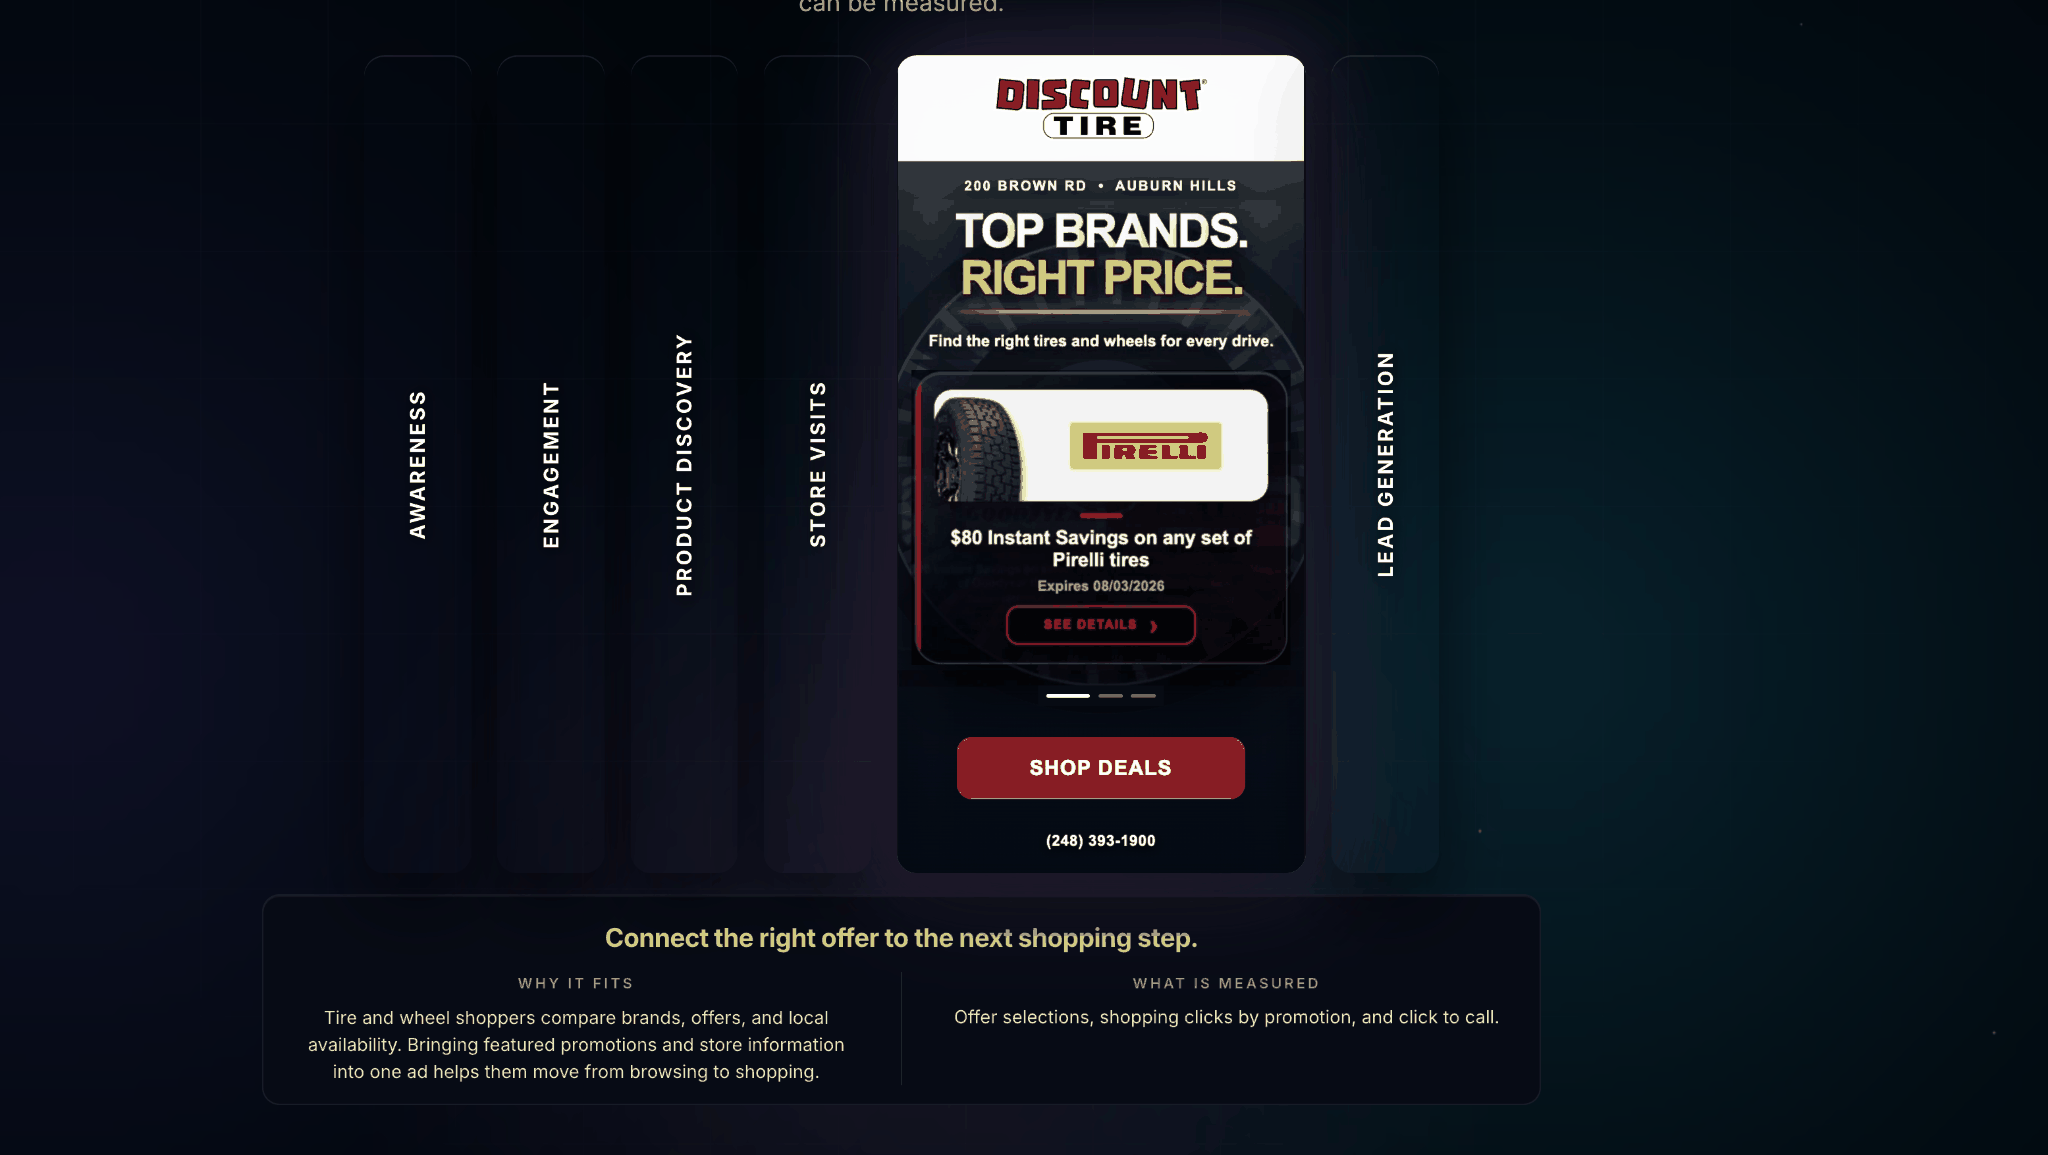 can be measured.
AWARENESS
ENGAGEMENT
PRODUCT DISCOVERY
STORE VISITS
DISCOUNT
TIRE
200 BROWN RD • AUBURN HILLS
TOP BRANDS.
RIGHT PRICE.
Find the right tires and wheels for every drive.
PIRELLI
$80 Instant Savings on any set of
Pirelli tires
Expires 08/03/2026
SEE DETAILS ›
SHOP DEALS
(248) 393-1900
LEAD GENERATION
Connect the right offer to the next shopping step.
WHY IT FITS
Tire and wheel shoppers compare brands, offers, and local
availability. Bringing featured promotions and store information
into one ad helps them move from browsing to shopping.
WHAT IS MEASURED
Offer selections, shopping clicks by promotion, and click to call.